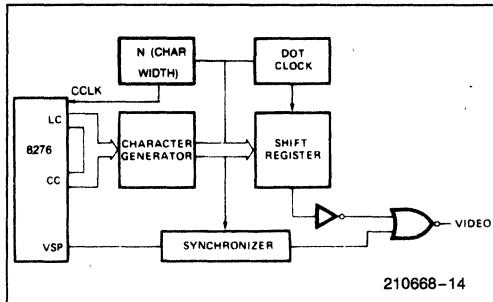 N (CHAR
WIDTH)
DOT
CLOCK
CCLK
LC
8276
CC
CHARACTER
GENERATOR
SHIFT
REGISTER
VIDEO
VSP
SYNCHRONIZER
210668-14